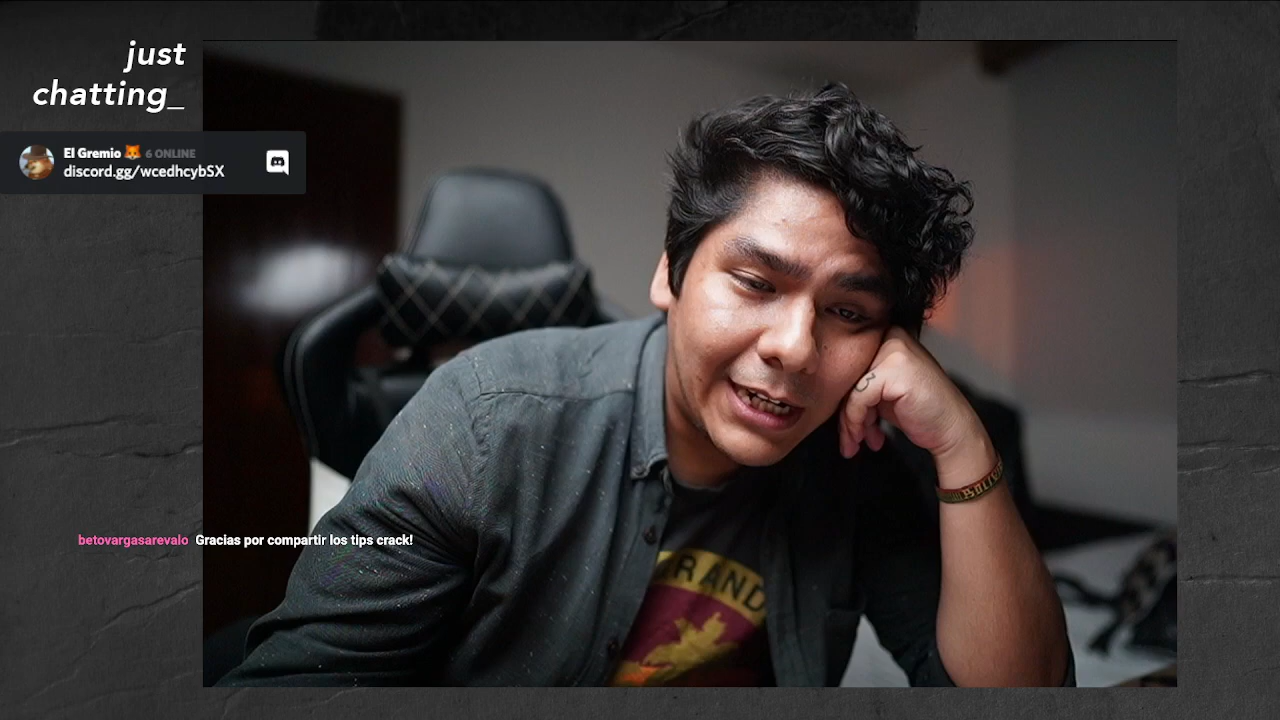 just
chatting_
El Gremio 🦊 6 ONLINE
discord.gg/wcedhcybSX
betovargasarevalo Gracias por compartir los tips crack!